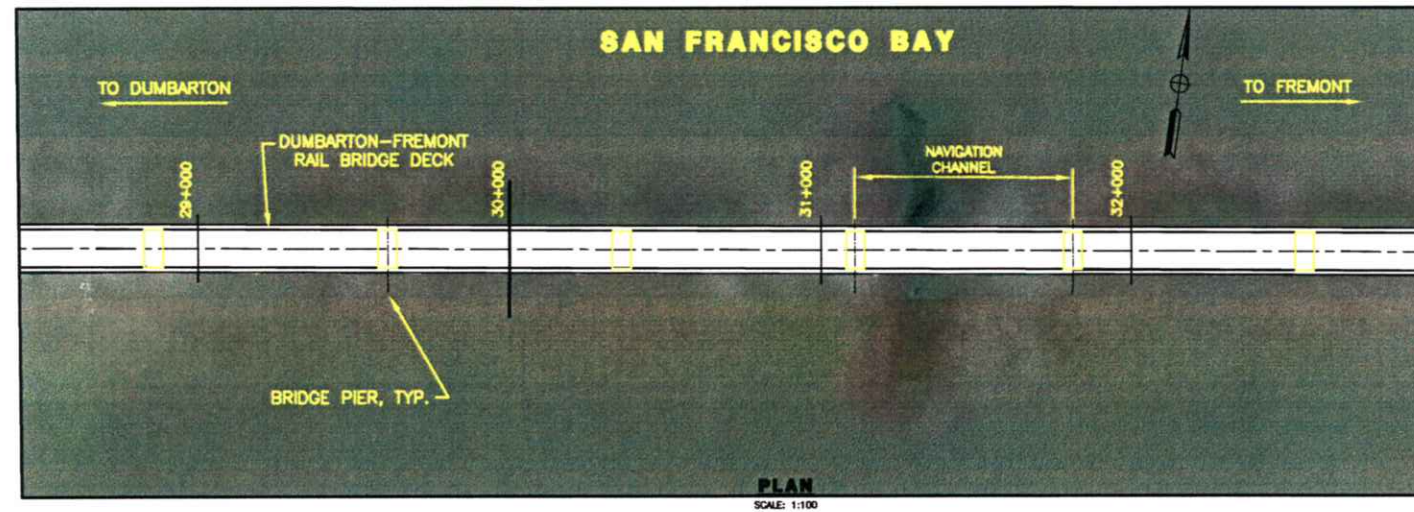 SAN FRANCISCO BAY
TO DUMBARTON
TO FREMONT
DUMBARTON-FREMONT
RAIL BRIDGE DECK
NAVIGATION
CHANNEL
29+000
30+000
31+000
32+000
BRIDGE PIER, TYP.
PLAN
SCALE: 1:100